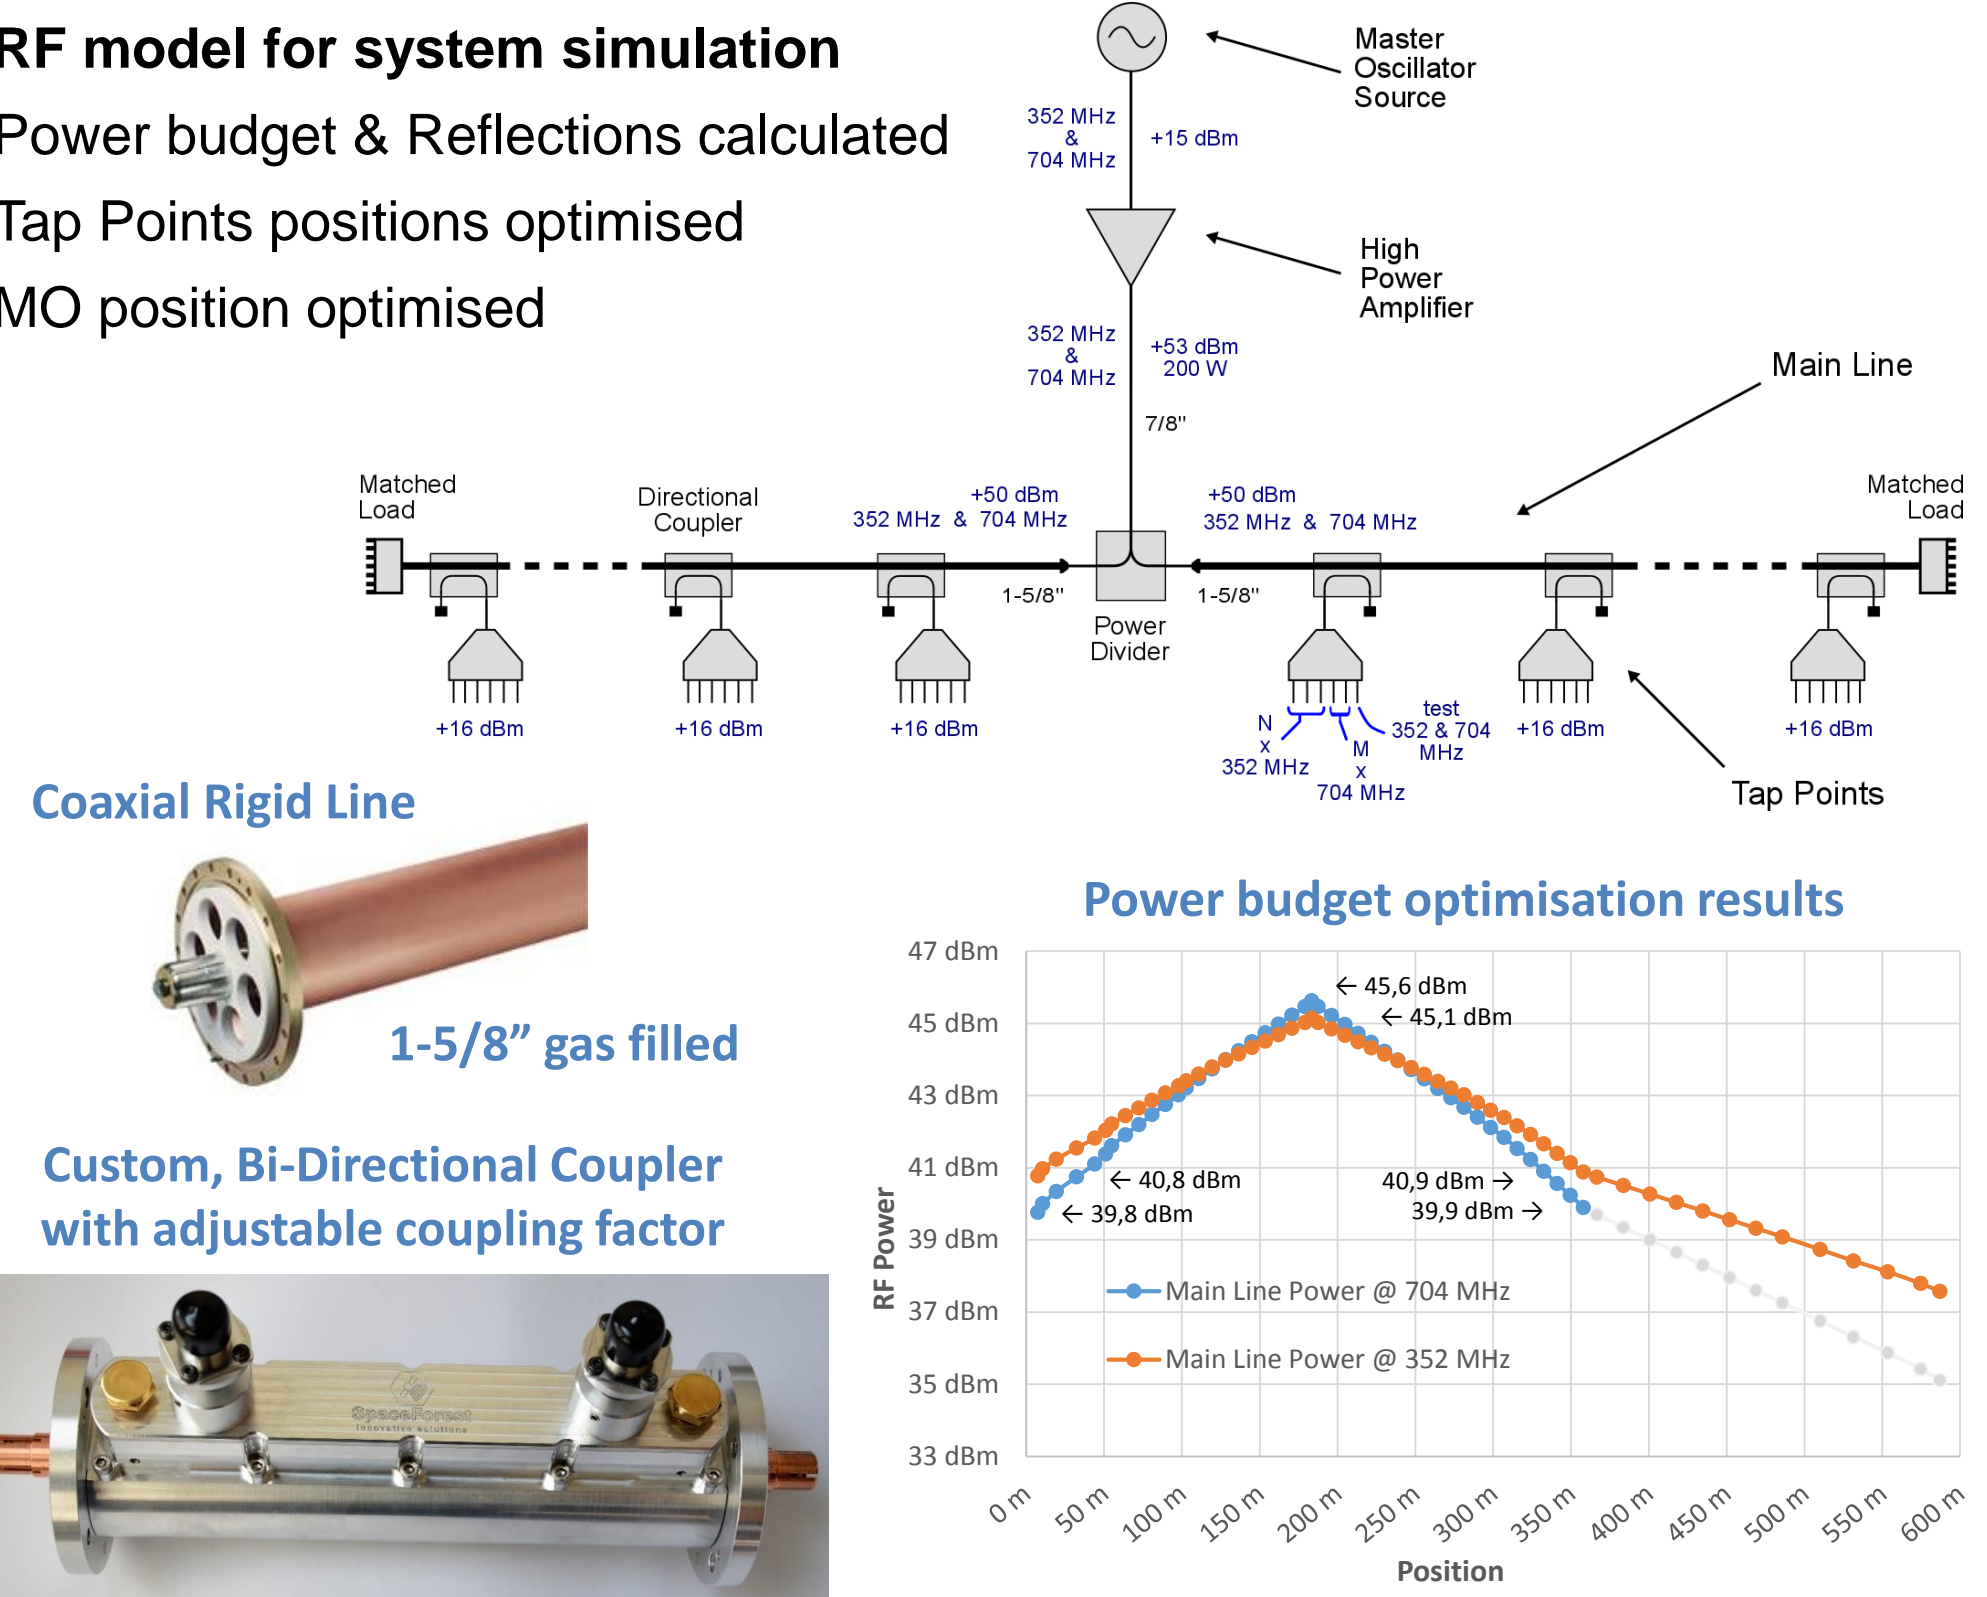 RF model for system simulation
Power budget & Reflections calculated
Tap Points positions optimised
MO position optimised
Master
Oscillator
Source
352 MHz
&
704 MHz
+15 dBm
High
Power
Amplifier
352 MHz
&
704 MHz
+53 dBm
200 W
7/8"
Main Line
Matched
Load
Directional
Coupler
+50 dBm
352 MHz & 704 MHz
+50 dBm
352 MHz & 704 MHz
Matched
Load
1-5/8"
1-5/8"
Power
Divider
+16 dBm
+16 dBm
+16 dBm
N
x
352 MHz
M
x
704 MHz
test
352 & 704
MHz
+16 dBm
+16 dBm
Tap Points
Coaxial Rigid Line
1-5/8” gas filled
Custom, Bi-Directional Coupler
with adjustable coupling factor
SpaceForest
innovative solutions
Power budget optimisation results
47 dBm
45 dBm
43 dBm
41 dBm
39 dBm
37 dBm
35 dBm
33 dBm
RF Power
← 45,6 dBm
← 45,1 dBm
← 40,8 dBm
← 39,8 dBm
40,9 dBm →
39,9 dBm →
Main Line Power @ 704 MHz
Main Line Power @ 352 MHz
0 m
50 m
100 m
150 m
200 m
250 m
300 m
350 m
400 m
450 m
500 m
550 m
600 m
Position